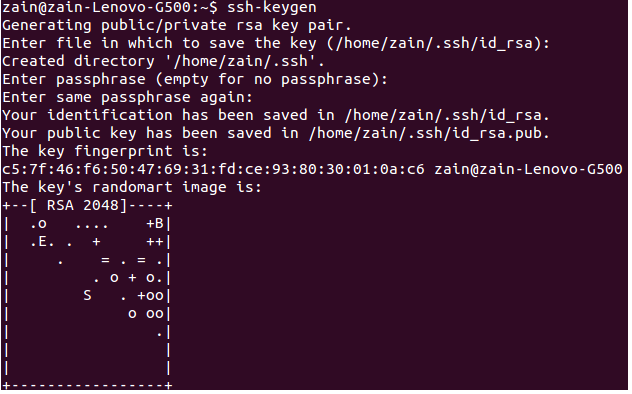 zain@zain-Lenovo-G500:~$ ssh-keygen
Generating public/private rsa key pair.
Enter file in which to save the key (/home/zain/.ssh/id_rsa):
Created directory '/home/zain/.ssh'.
Enter passphrase (empty for no passphrase):
Enter same passphrase again:
Your identification has been saved in /home/zain/.ssh/id_rsa.
Your public key has been saved in /home/zain/.ssh/id_rsa.pub.
The key fingerprint is:
c5:7f:46:f6:50:47:69:31:fd:ce:93:80:30:01:0a:c6 zain@zain-Lenovo-G500
The key's randomart image is:
+--[ RSA 2048]----+
|  .o   ....    +B|
|  .E. .  +     ++|
|     .    = . = .|
|         . o + o.|
|        S   . +oo|
|             o oo|
|                .|
|                 |
|                 |
+-----------------+